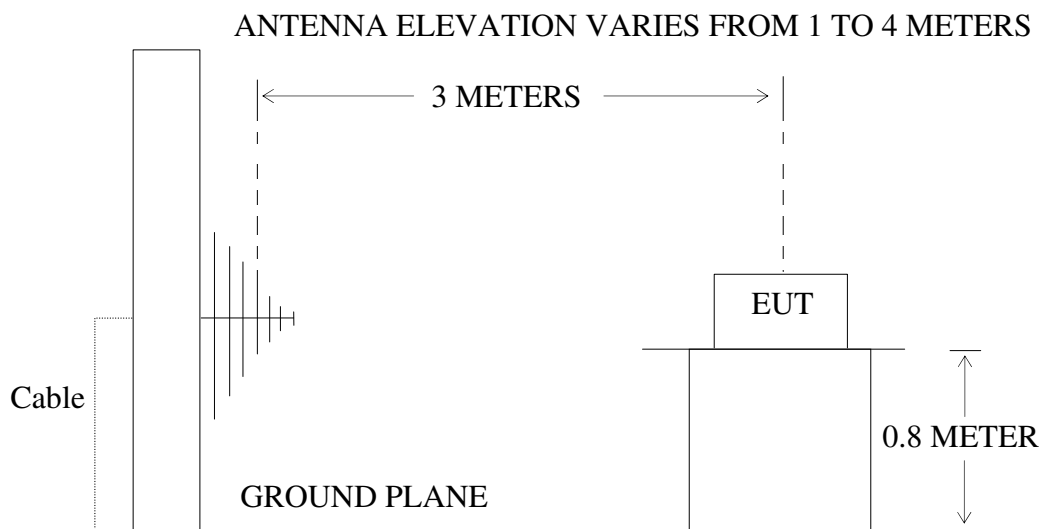 ANTENNA ELEVATION VARIES FROM 1 TO 4 METERS
3 METERS
EUT
Cable
0.8 METER
GROUND PLANE